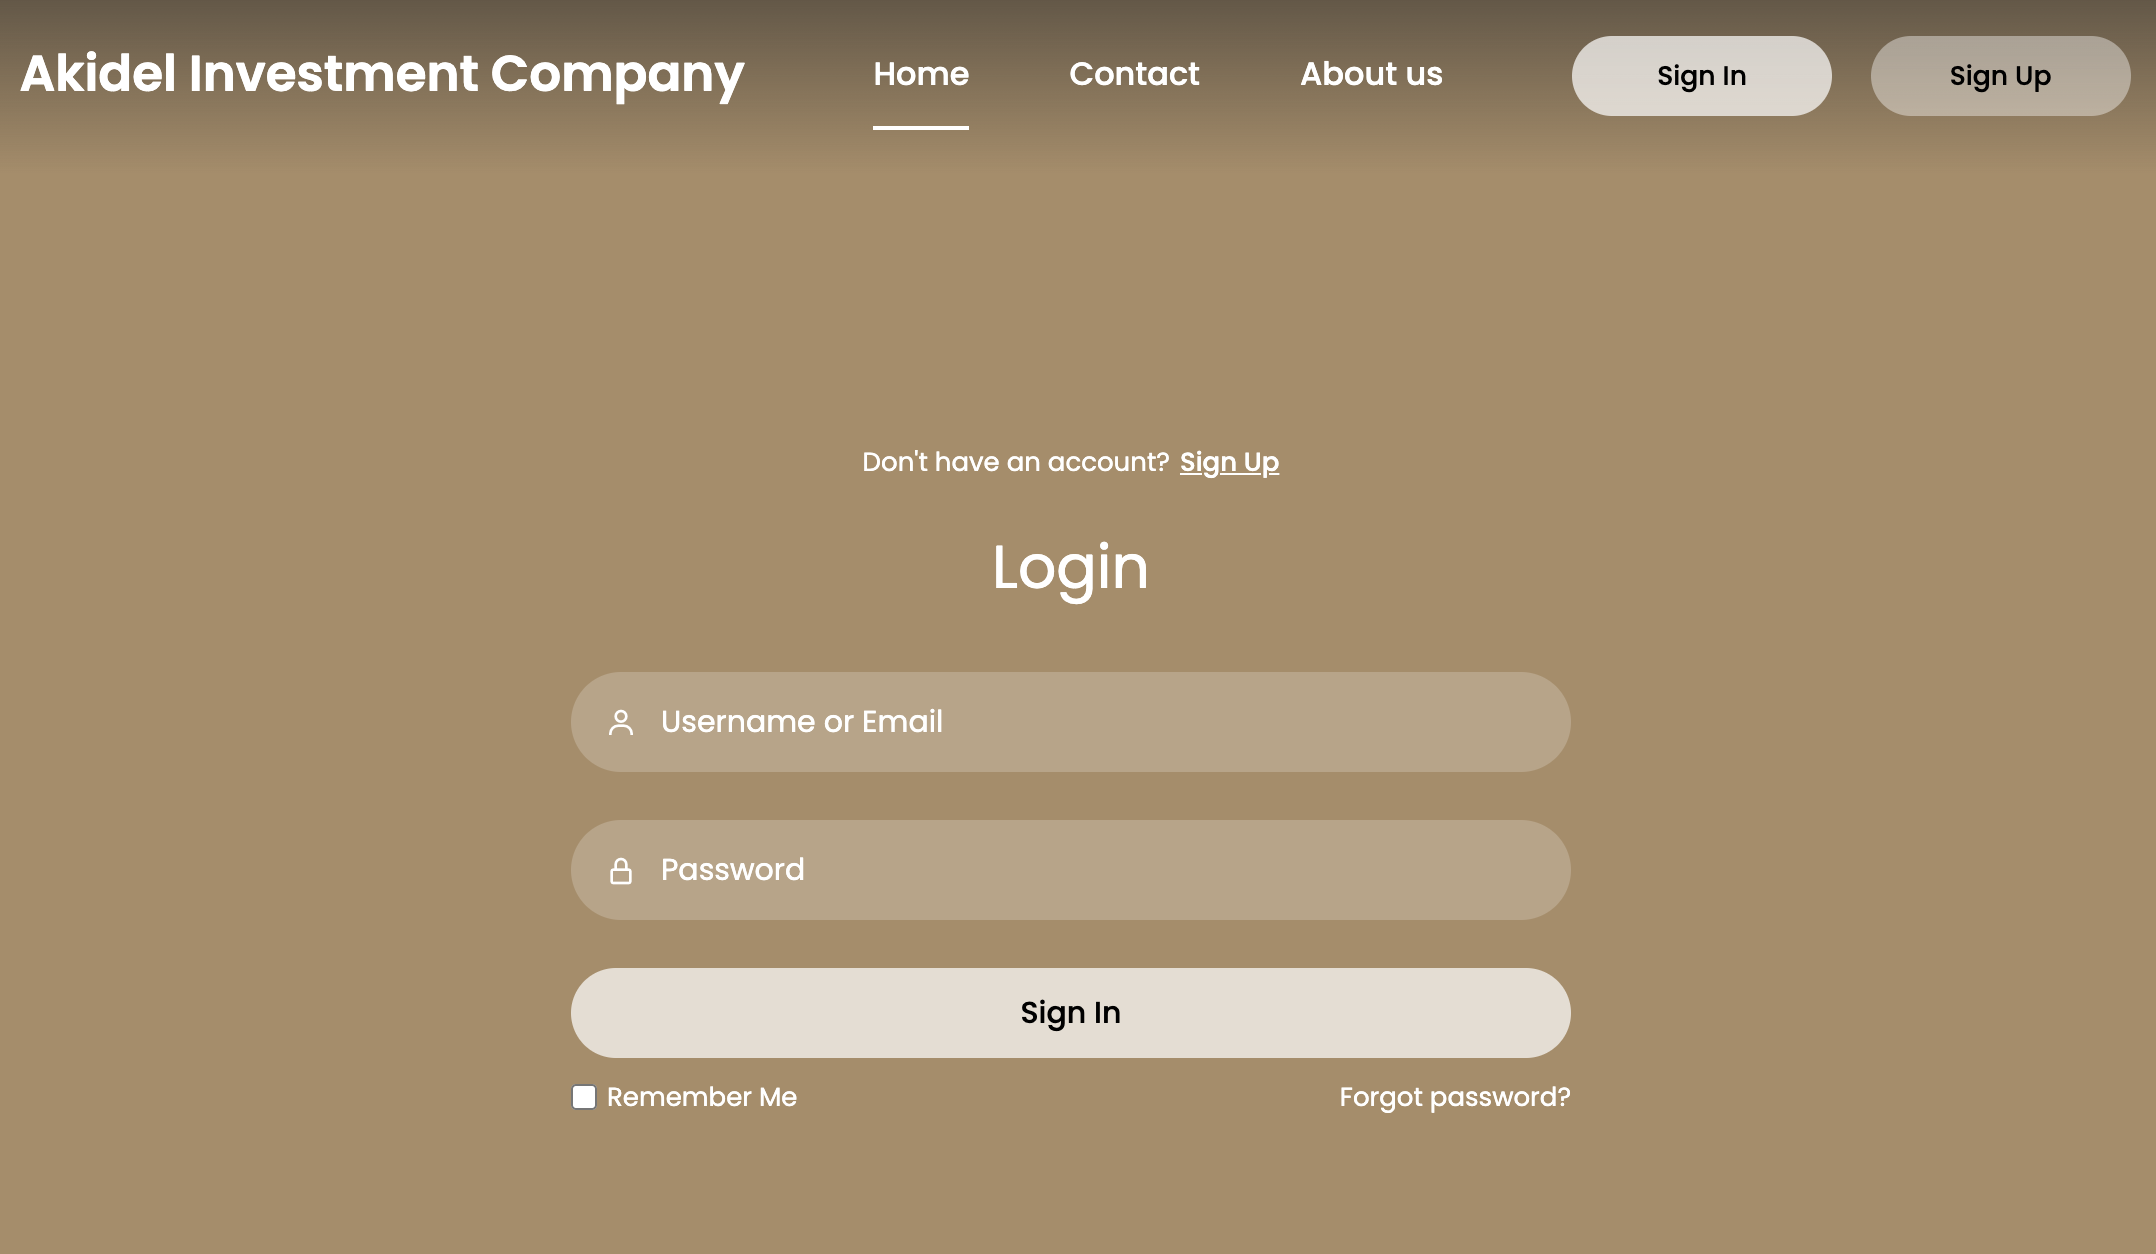 Akidel Investment Company
Home
Contact
About us
Sign In
Sign Up
Don't have an account? Sign Up
Login
Username or Email
Password
Sign In
Remember Me
Forgot password?